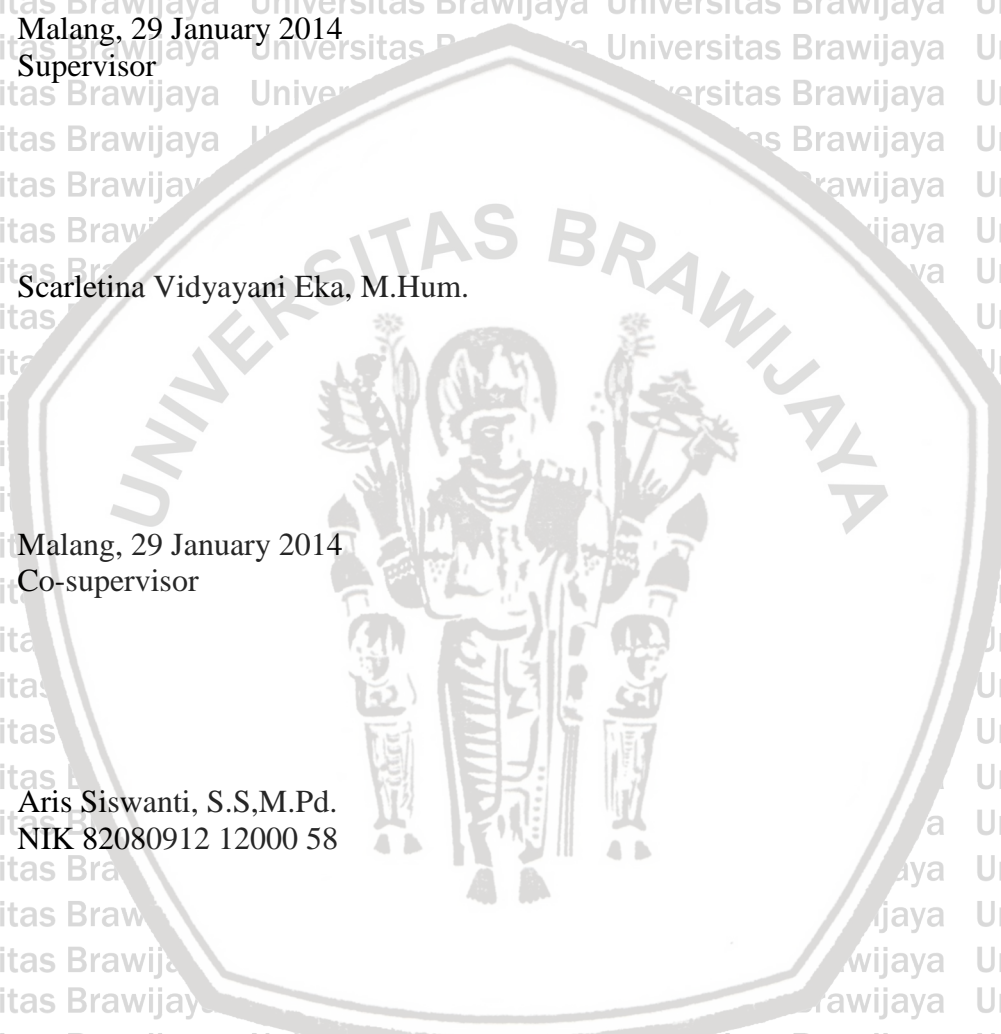 Malang, 29 January 2014
Supervisor
Scarletina Vidyayani Eka, M.Hum.
UNIVERSITAS BRAWIJAYA
Malang, 29 January 2014
Co-supervisor
Aris Siswanti, S.S,M.Pd.
NIK 82080912 12000 58